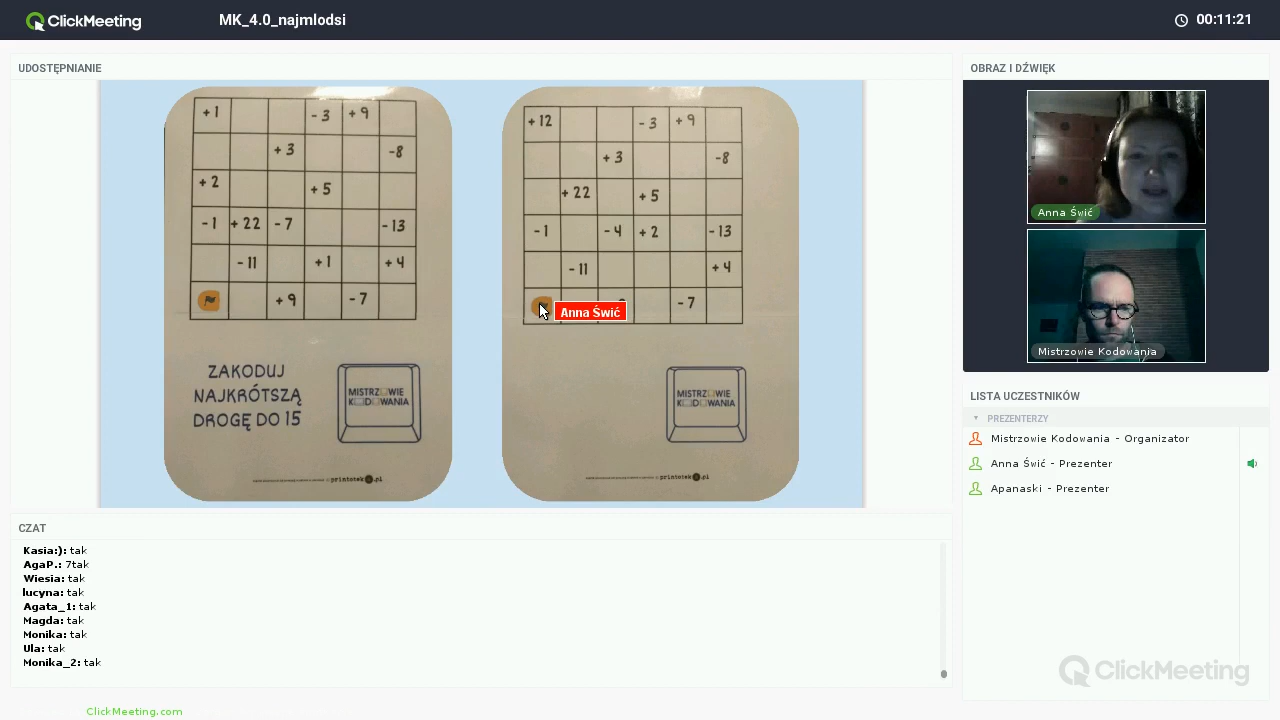 ClickMeeting
MK_4.0_najmlodsi
00:11:21
UDOSTĘPNIANIE
+1 -3 +9
+3 -8
+2 +5
-1 +22 -7 -13
-11 +1 +4
+9 -7
ZAKODUJ
NAJKRÓTSZĄ
DROGĘ DO 15
MISTRZOWIE
KODOWANIA
printotek.pl
+12 -3 +9
+3 -8
+22 +5
-1 -4 +2 -13
-11 +4
-7
Anna Świć
MISTRZOWIE
KODOWANIA
printotek.pl
OBRAZ I DŹWIĘK
Anna Świć
Mistrzowie Kodowania
LISTA UCZESTNIKÓW
PREZENTERZY
Mistrzowie Kodowania - Organizator
Anna Świć - Prezenter
Apanaski - Prezenter
CZAT
Kasia:): tak
AgaP.: 7tak
Wiesia: tak
lucyna: tak
Agata_1: tak
Magda: tak
Monika: tak
Ula: tak
Monika_2: tak
ClickMeeting
ClickMeeting.com